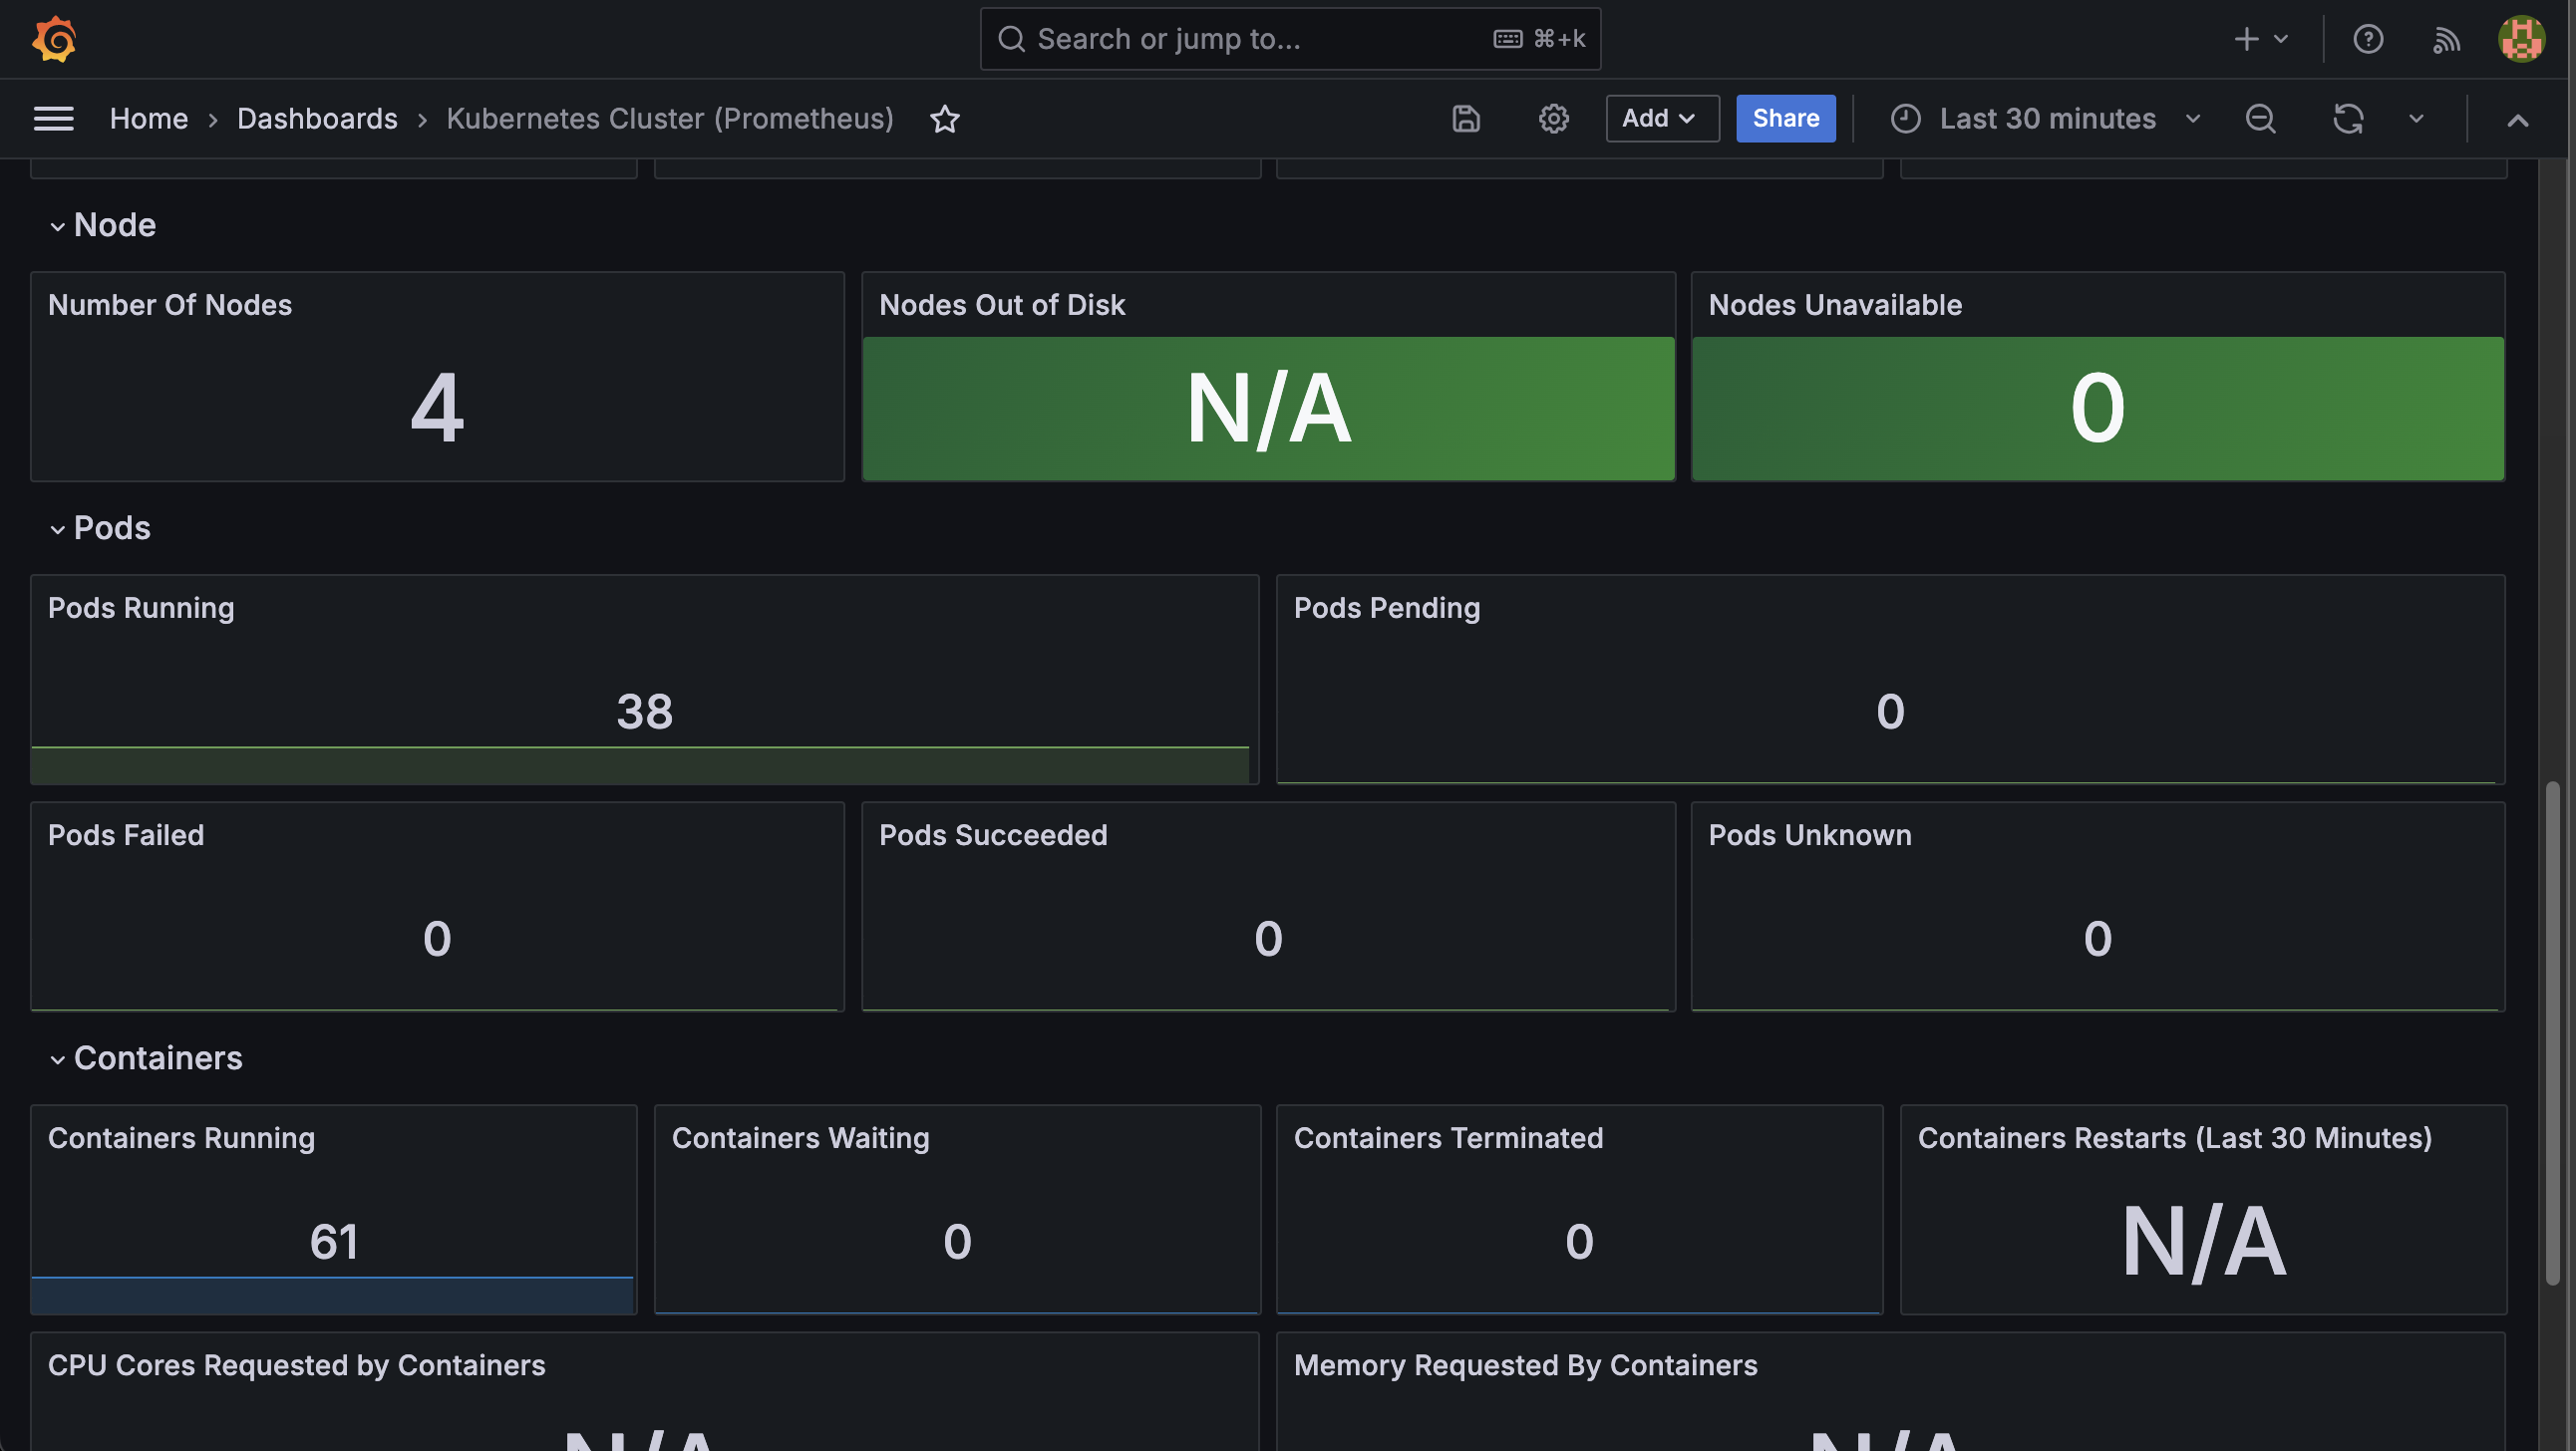 Search or jump to...
⌘+k
Home › Dashboards › Kubernetes Cluster (Prometheus)
Add
Share
Last 30 minutes
Node
Number Of Nodes
4
Nodes Out of Disk
N/A
Nodes Unavailable
0
Pods
Pods Running
38
Pods Pending
0
Pods Failed
0
Pods Succeeded
0
Pods Unknown
0
Containers
Containers Running
61
Containers Waiting
0
Containers Terminated
0
Containers Restarts (Last 30 Minutes)
N/A
CPU Cores Requested by Containers
N/A
Memory Requested By Containers
N/A